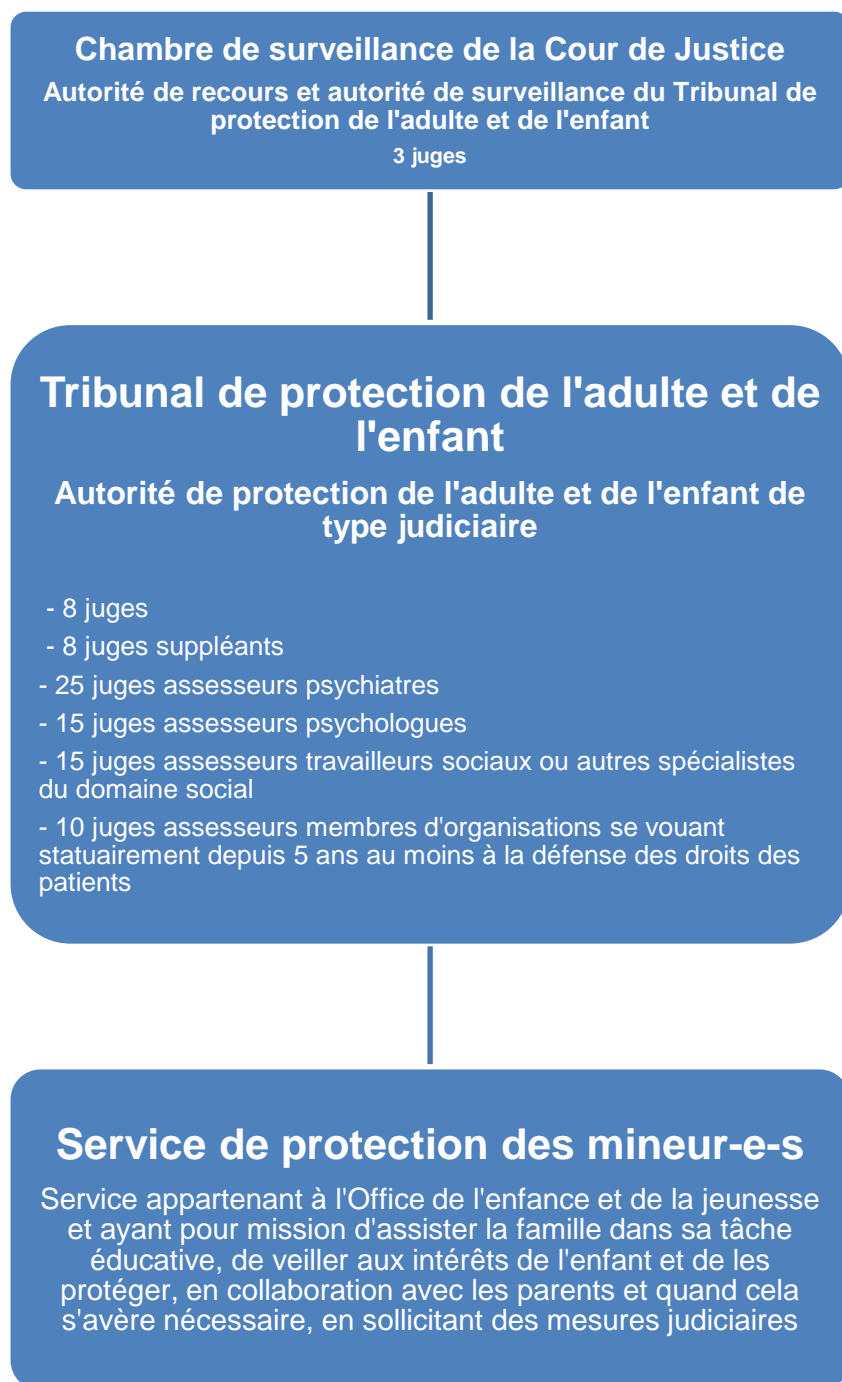 Chambre de surveillance de la Cour de Justice
Autorité de recours et autorité de surveillance du Tribunal de
protection de l'adulte et de l'enfant
3 juges
Tribunal de protection de l'adulte et de
l'enfant
Autorité de protection de l'adulte et de l'enfant de
type judiciaire
- 8 juges
- 8 juges suppléants
- 25 juges assesseurs psychiatres
- 15 juges assesseurs psychologues
- 15 juges assesseurs travailleurs sociaux ou autres spécialistes
du domaine social
- 10 juges assesseurs membres d'organisations se vouant
statuairement depuis 5 ans au moins à la défense des droits des
patients
Service de protection des mineur-e-s
Service appartenant à l'Office de l'enfance et de la jeunesse
et ayant pour mission d'assister la famille dans sa tâche
éducative, de veiller aux intérêts de l'enfant et de les
protéger, en collaboration avec les parents et quand cela
s'avère nécessaire, en sollicitant des mesures judiciaires